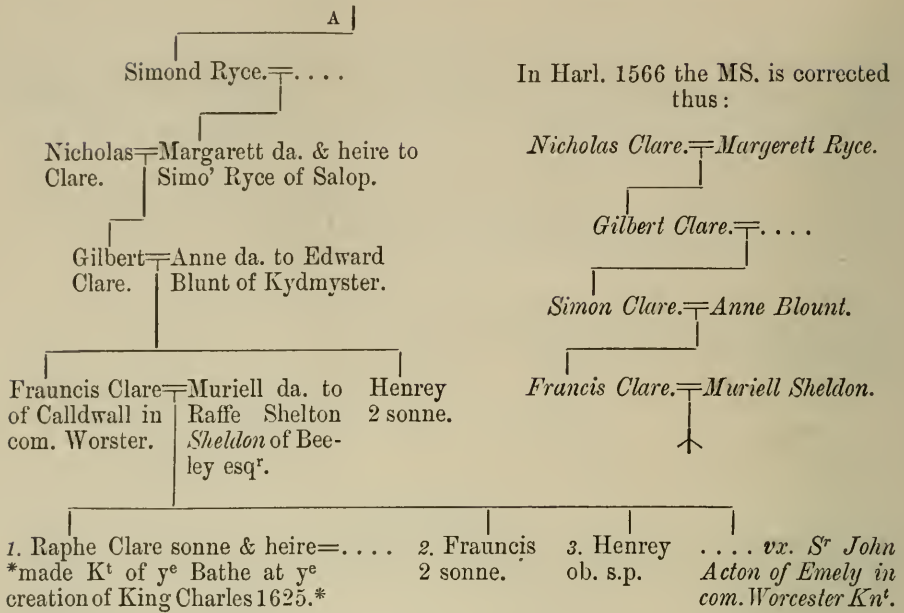 A
Simond Ryce. . . . .
Nicholas Margarett da. & heire to
Clare. Simo' Ryce of Salop.
Gilbert Anne da. to Edward
Clare. Blunt of Kydmyster.
Frauncis Clare Muriell da. to Henrey
of Calldwall in Raffe Shelton 2 sonne.
com. Worster. Sheldon of Bee-
ley esqr.
In Harl. 1566 the MS. is corrected
thus:
Nicholas Clare. Margerett Ryce.
Gilbert Clare. . . . .
Simon Clare. Anne Blount.
Francis Clare. Muriell Sheldon.
1. Raphe Clare sonne & heire=. . . .
*made Kt of ye Bathe at ye
creation of King Charles 1625.*
2. Frauncis
2 sonne.
3. Henrey
ob. s.p.
. . . . vx. Sr John
Acton of Emely in
com. Worcester Knt.